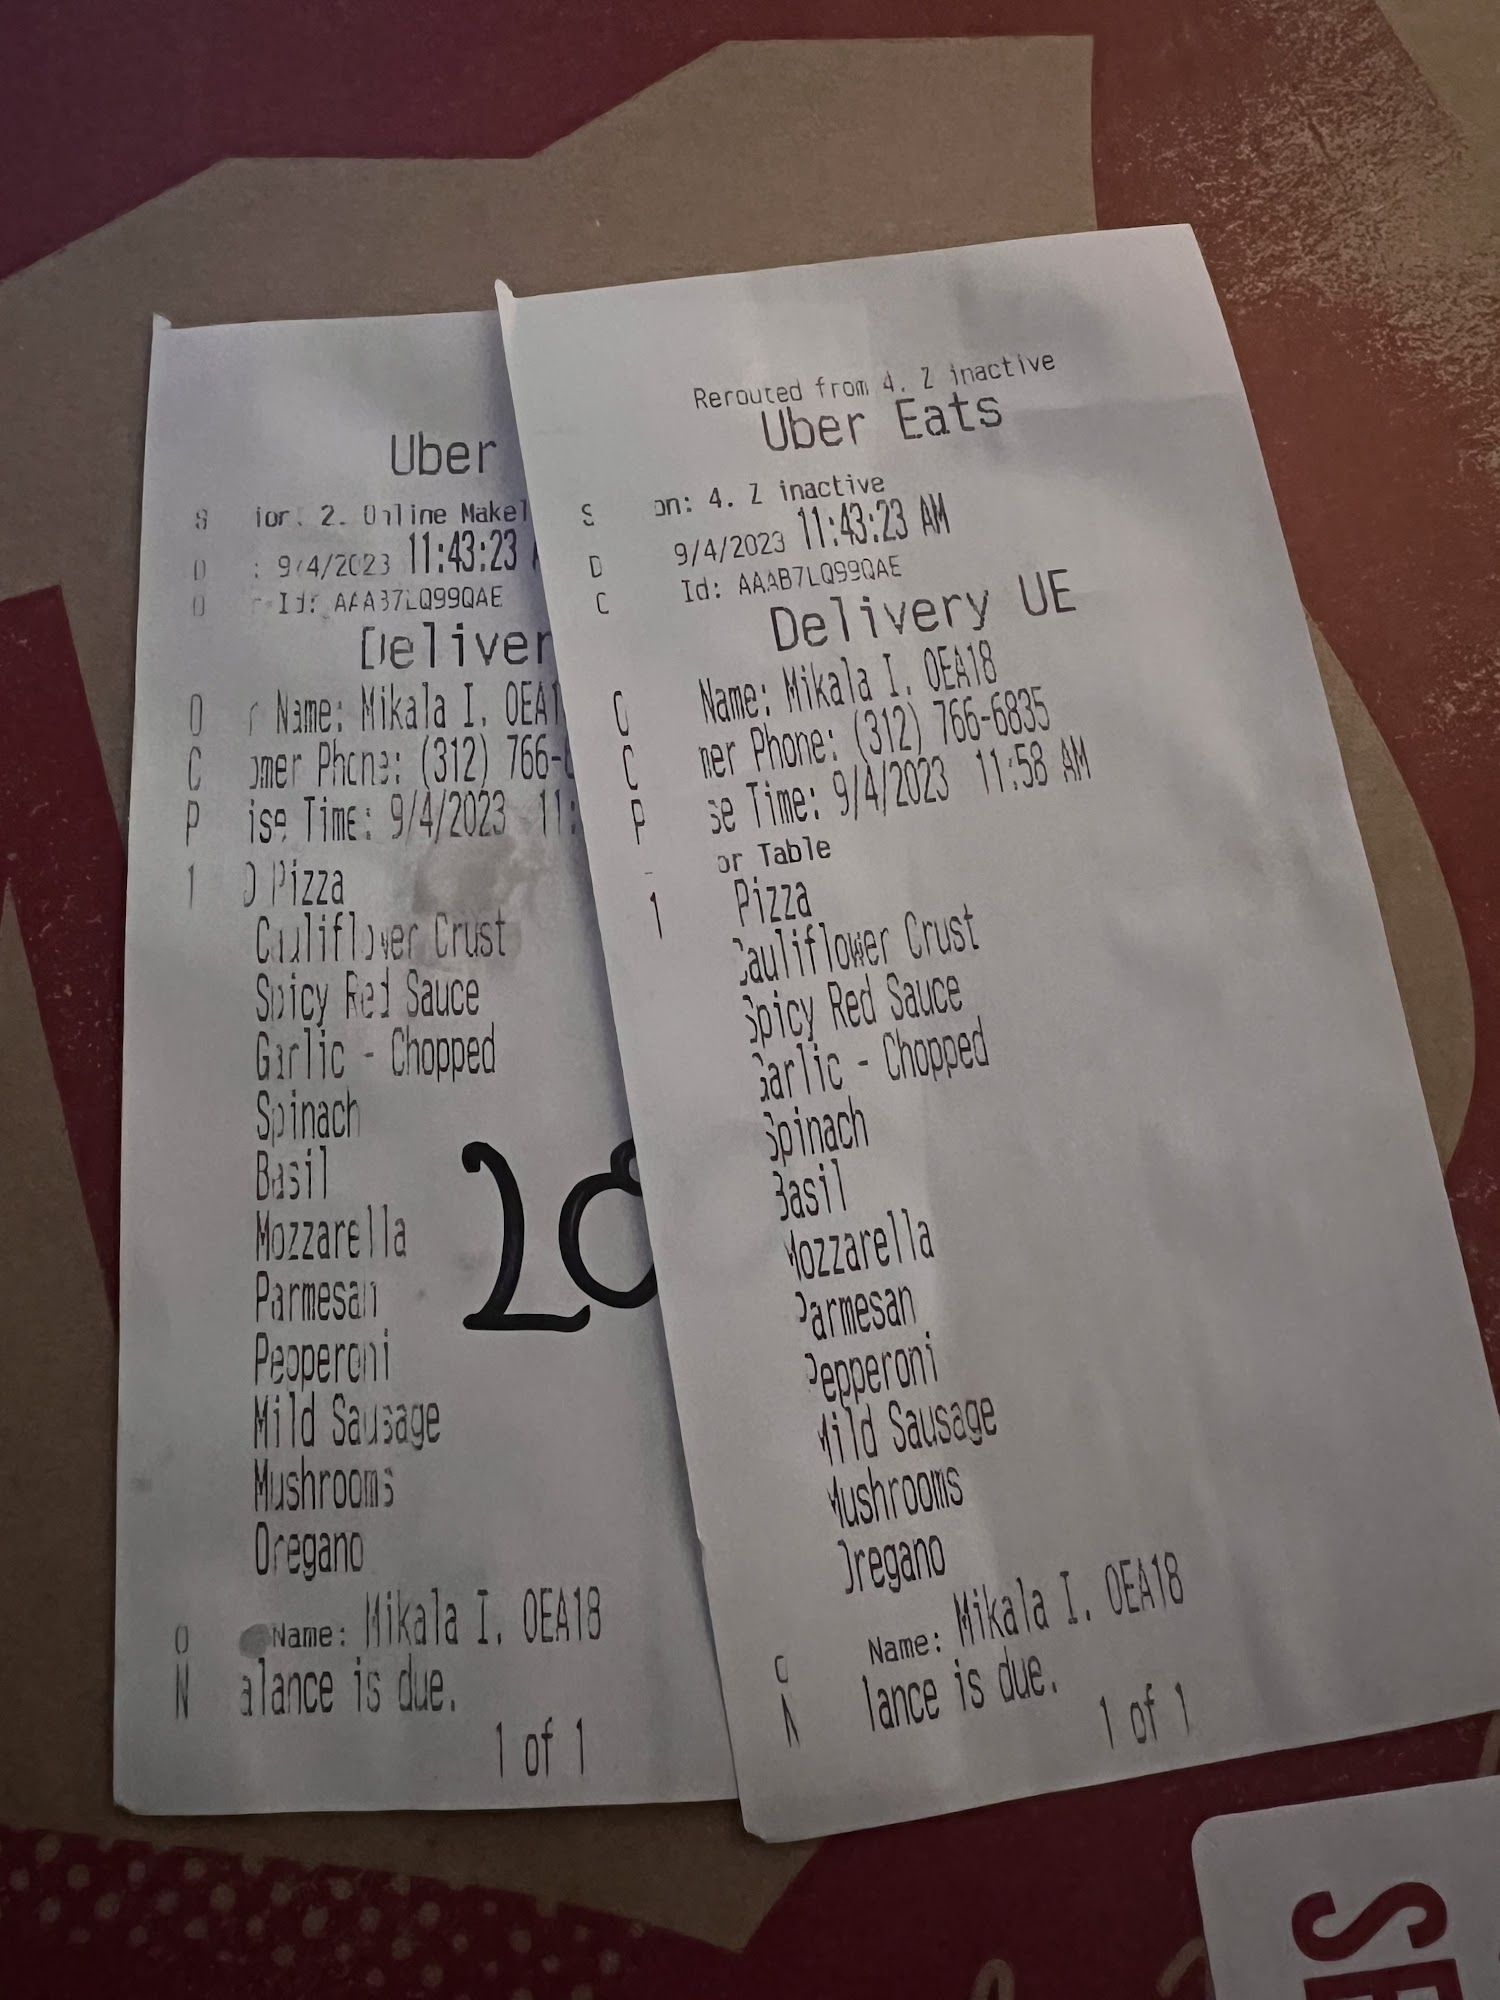 Uber
S ior: 2. Online Makel
D : 9/4/2023 11:43:23
O r Id: AAAB7LQ99QAE
Deliver
O r Name: Mikala I. OEA1
C omer Phone: (312) 766-6
P ise Time: 9/4/2023 11:
1 O Pizza
Cauliflower Crust
Spicy Red Sauce
Garlic - Chopped
Spinach
Basil
Mozzarella
Parmesan
Pepperoni
Mild Sausage
Mushrooms
Oregano
O Name: Mikala I. OEA18
N alance is due.
1 of 1
Rerouted from 4. Z inactive
Uber Eats
S on: 4. Z inactive
D 9/4/2023 11:43:23 AM
C Id: AAAB7LQ99QAE
Delivery UE
O Name: Mikala I. OEA18
C ner Phone: (312) 766-6835
P se Time: 9/4/2023 11:58 AM
or Table
1 Pizza
Cauliflower Crust
Spicy Red Sauce
Garlic - Chopped
Spinach
Basil
Mozzarella
Parmesan
Pepperoni
Mild Sausage
Mushrooms
Oregano
O Name: Mikala I. OEA18
N lance is due.
1 of 1
SE